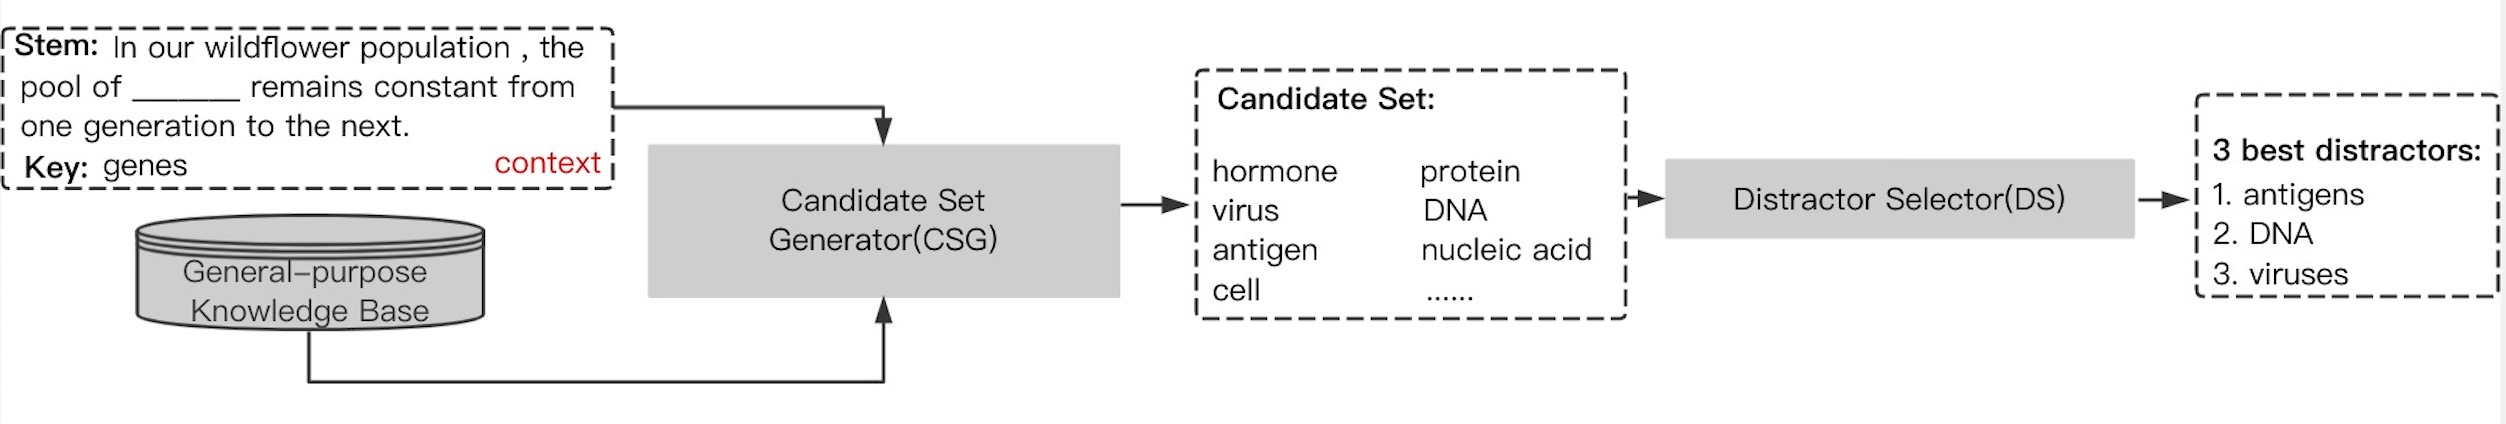 Stem: In our wildflower population , the
pool of ______ remains constant from
one generation to the next.
Key: genes
context
General-purpose
Knowledge Base
Candidate Set
Generator(CSG)
Candidate Set:
hormone protein
virus DNA
antigen nucleic acid
cell ......
Distractor Selector(DS)
3 best distractors:
1. antigens
2. DNA
3. viruses